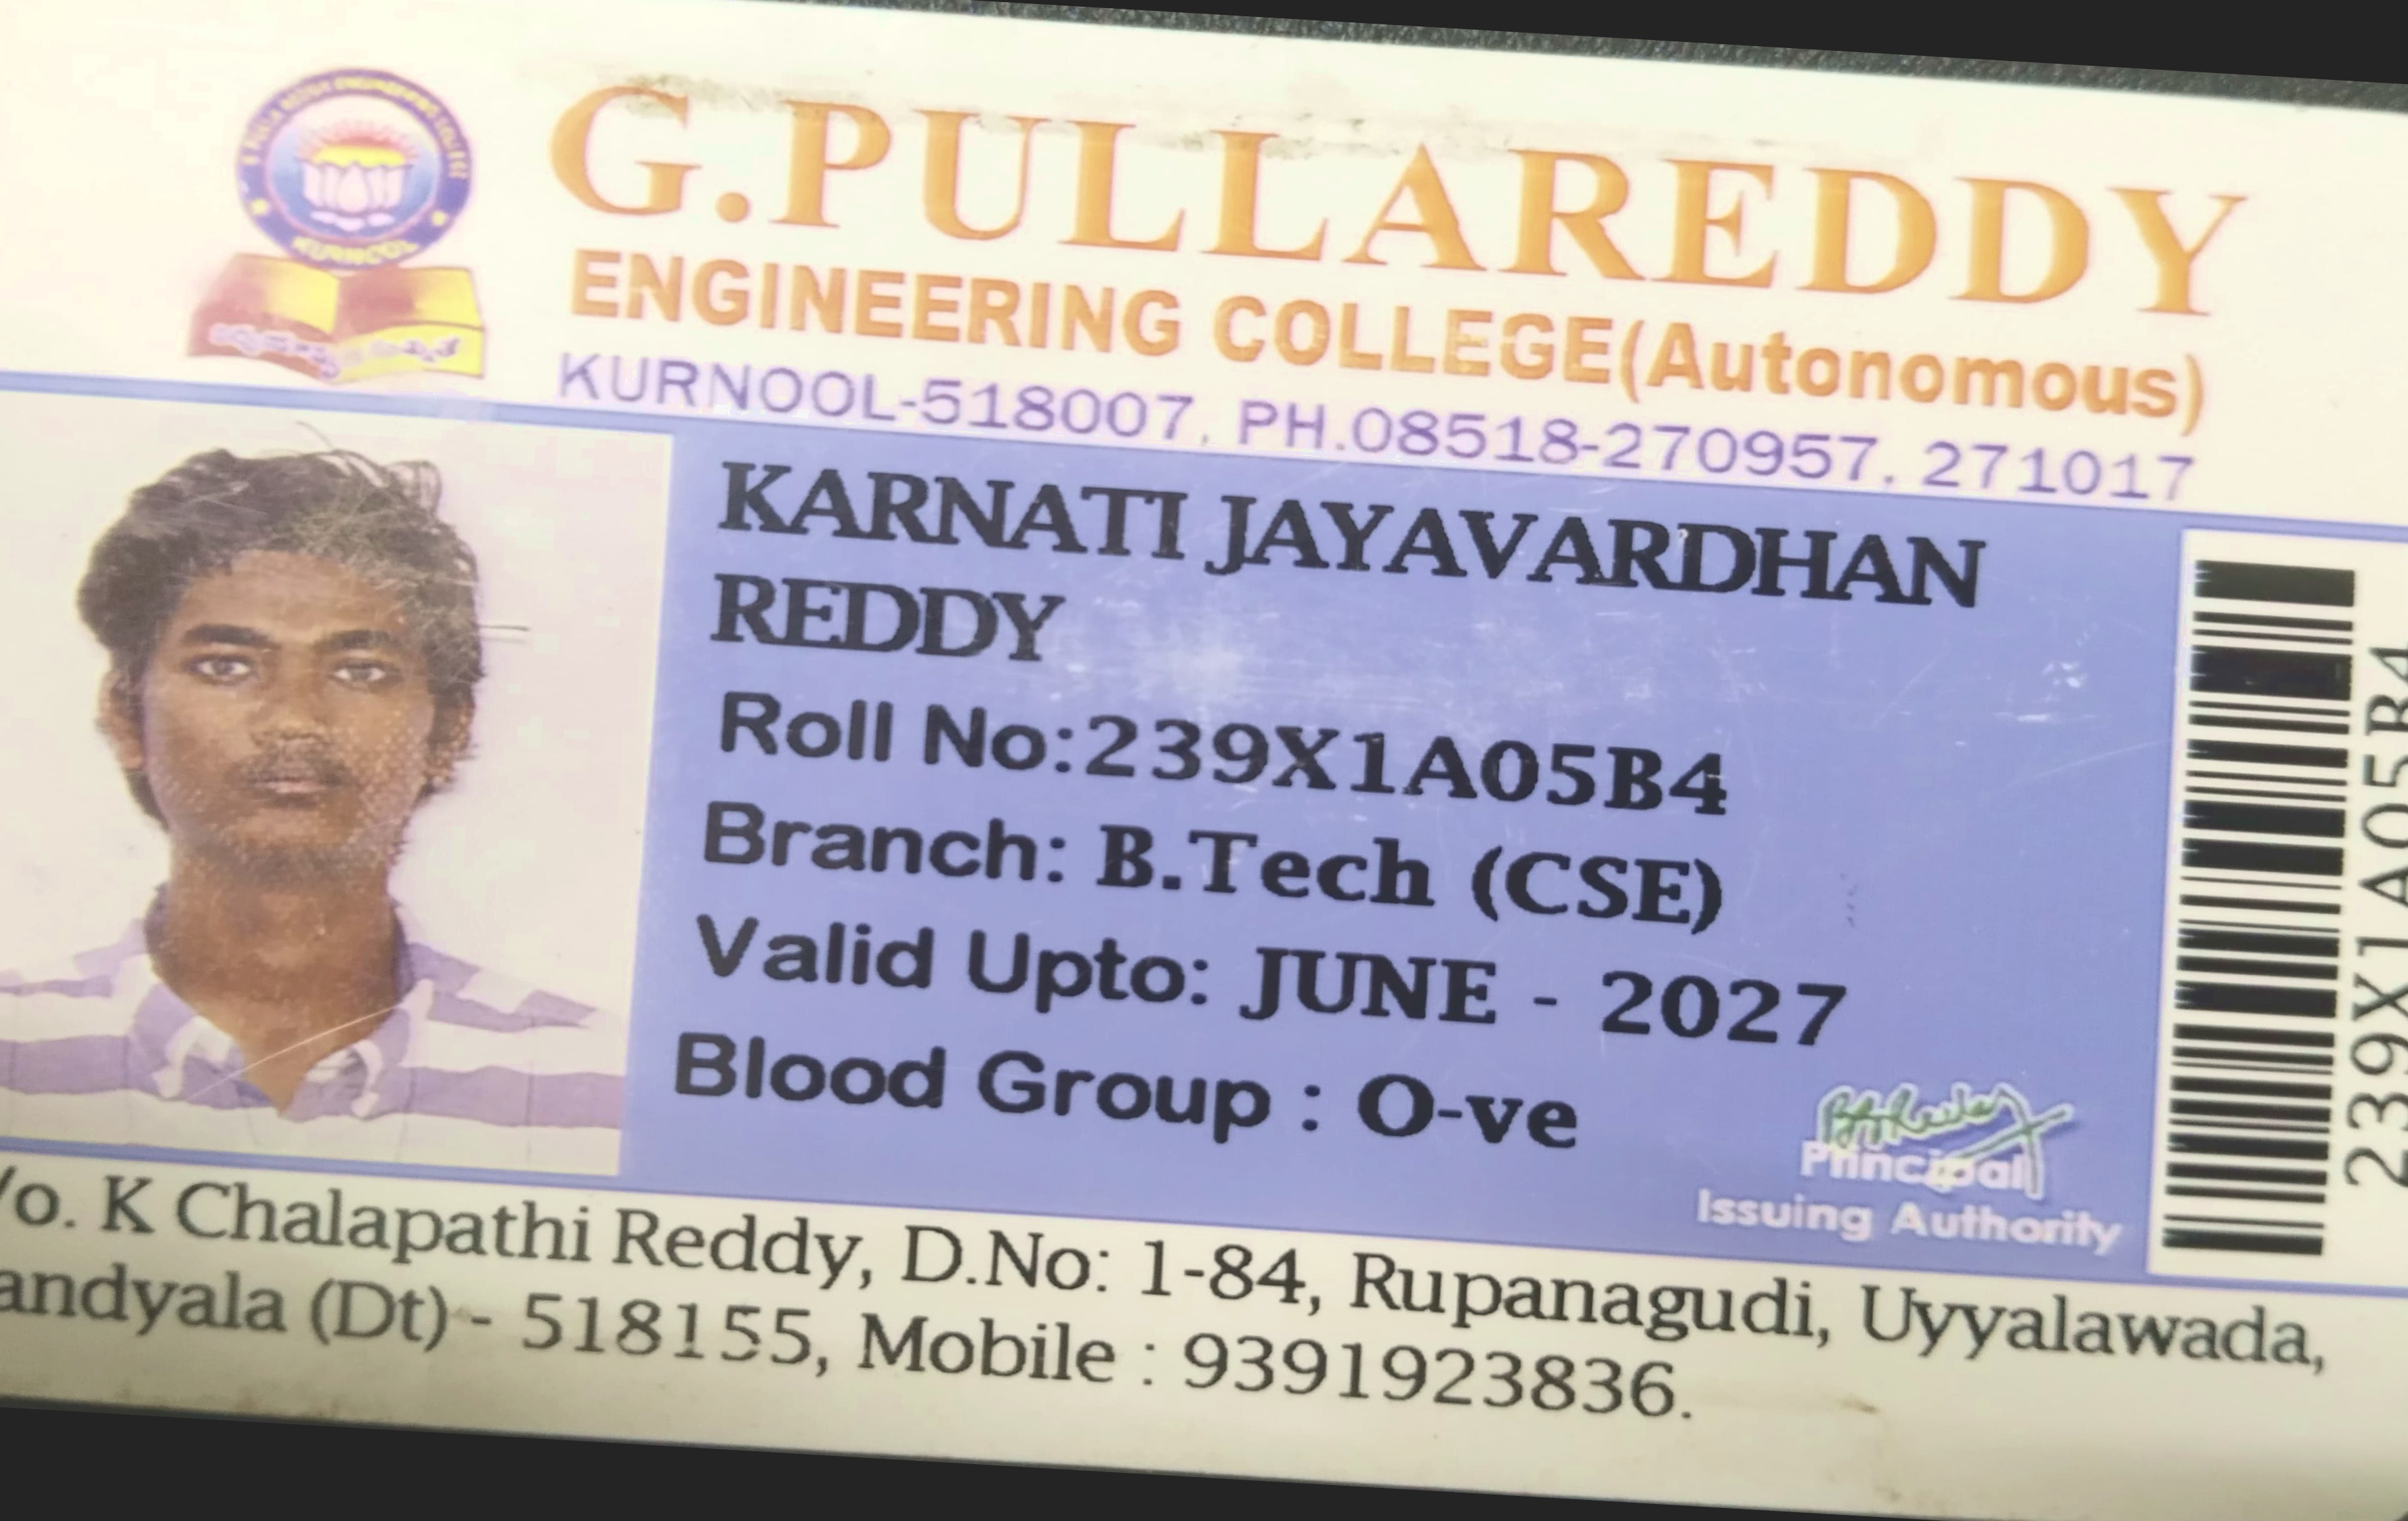 G.PULLAREDDY
ENGINEERING COLLEGE(Autonomous)
KURNOOL-518007, PH.08518-270957, 271017
KURNOOL
KARNATI JAYAVARDHAN
REDDY
Roll No:239X1A05B4
Branch: B.Tech (CSE)
Valid Upto: JUNE - 2027
Blood Group : O-ve
Principal
Issuing Authority
239X1A05B4
/o. K Chalapathi Reddy, D.No: 1-84, Rupanagudi, Uyyalawada,
andyala (Dt) - 518155, Mobile : 9391923836.